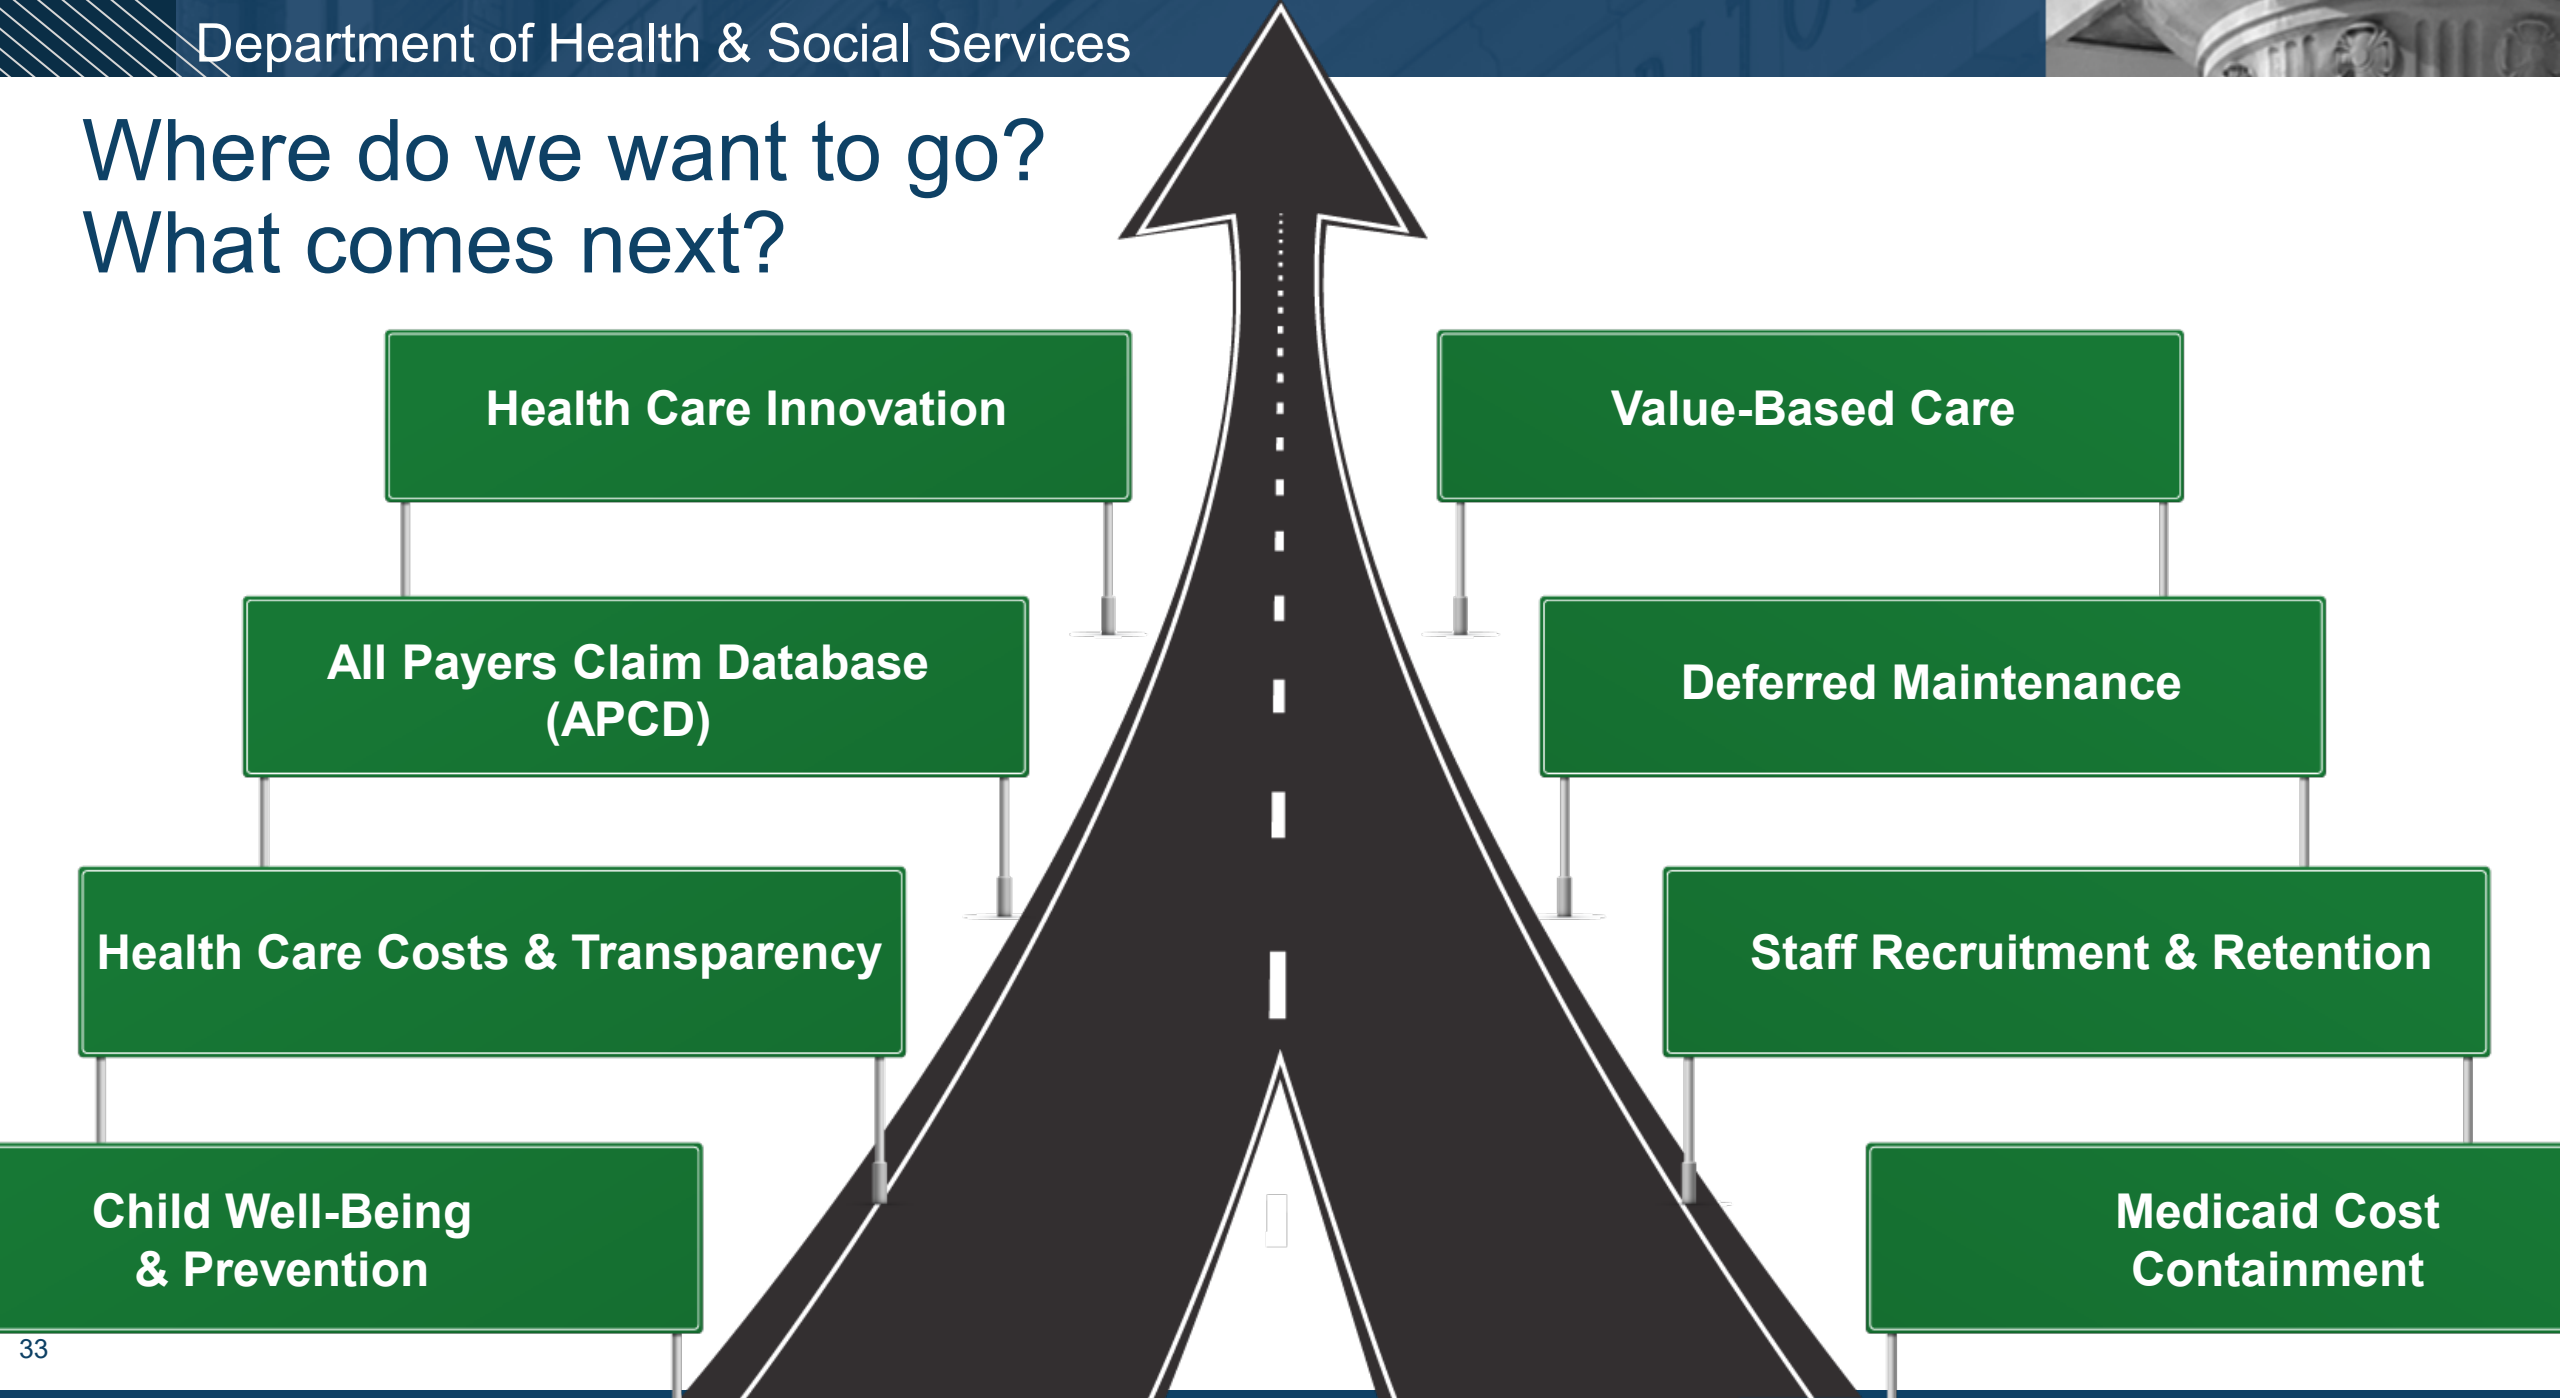 Department of Health & Social Services
Where do we want to go?
What comes next?
Health Care Innovation
Value-Based Care
All Payers Claim Database
(APCD)
Deferred Maintenance
Health Care Costs & Transparency
Staff Recruitment & Retention
Child Well-Being
& Prevention
Medicaid Cost
Containment
33